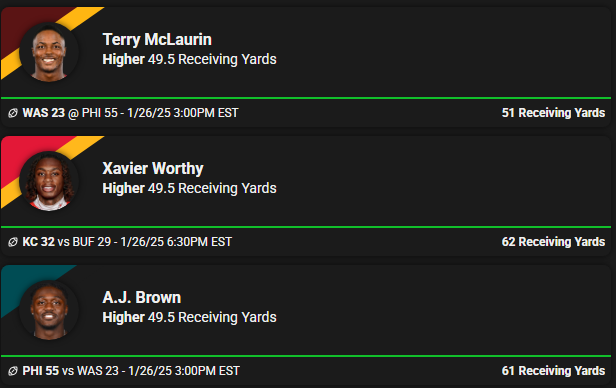 Terry McLaurin
Higher 49.5 Receiving Yards
WAS 23 @ PHI 55 - 1/26/25 3:00PM EST 51 Receiving Yards
Xavier Worthy
Higher 49.5 Receiving Yards
KC 32 vs BUF 29 - 1/26/25 6:30PM EST 62 Receiving Yards
A.J. Brown
Higher 49.5 Receiving Yards
PHI 55 vs WAS 23 - 1/26/25 3:00PM EST 61 Receiving Yards